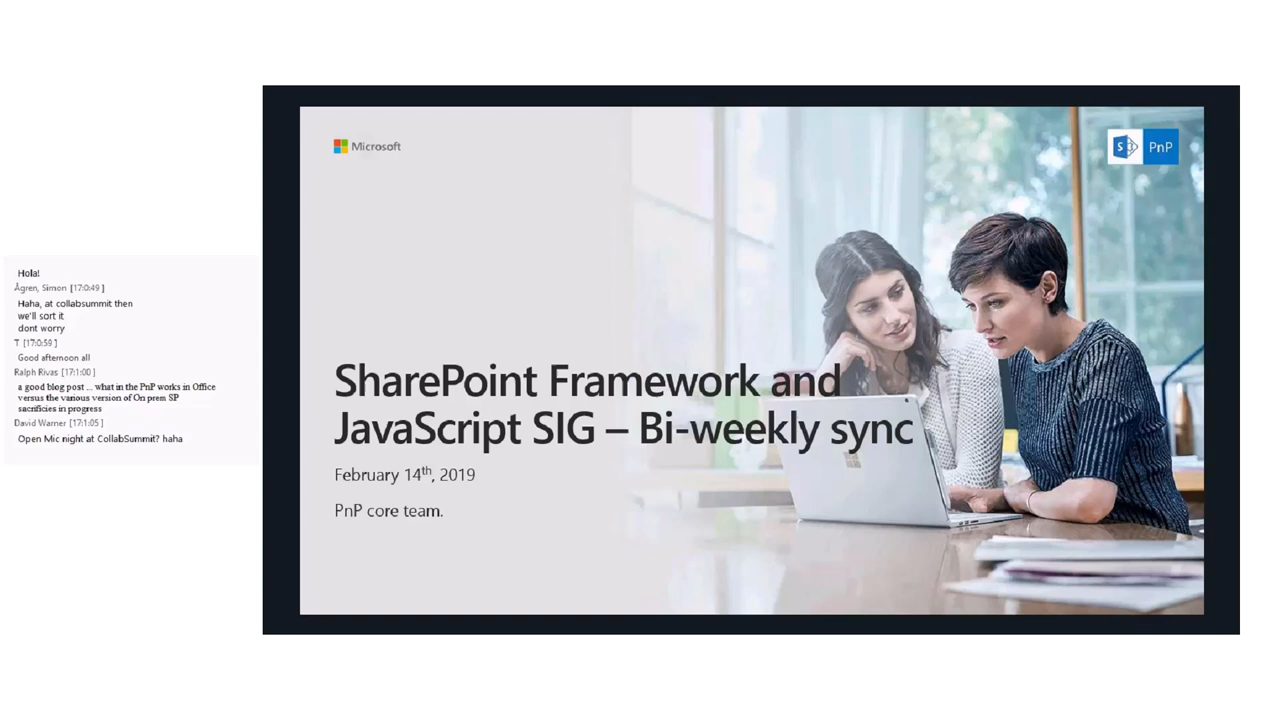 Hola!
Ågren, Simon [17:0:49 ]
Haha, at collabsummit then
we'll sort it
dont worry
T [17:0:59 ]
Good afternoon all
Ralph Rivas [17:1:00 ]
a good blog post ... what in the PnP works in Office
versus the various version of On prem SP
sacrificies in progress
David Warner [17:1:05 ]
Open Mic night at CollabSummit? haha
Microsoft
S PnP
SharePoint Framework and
JavaScript SIG – Bi-weekly sync
February 14th, 2019
PnP core team.